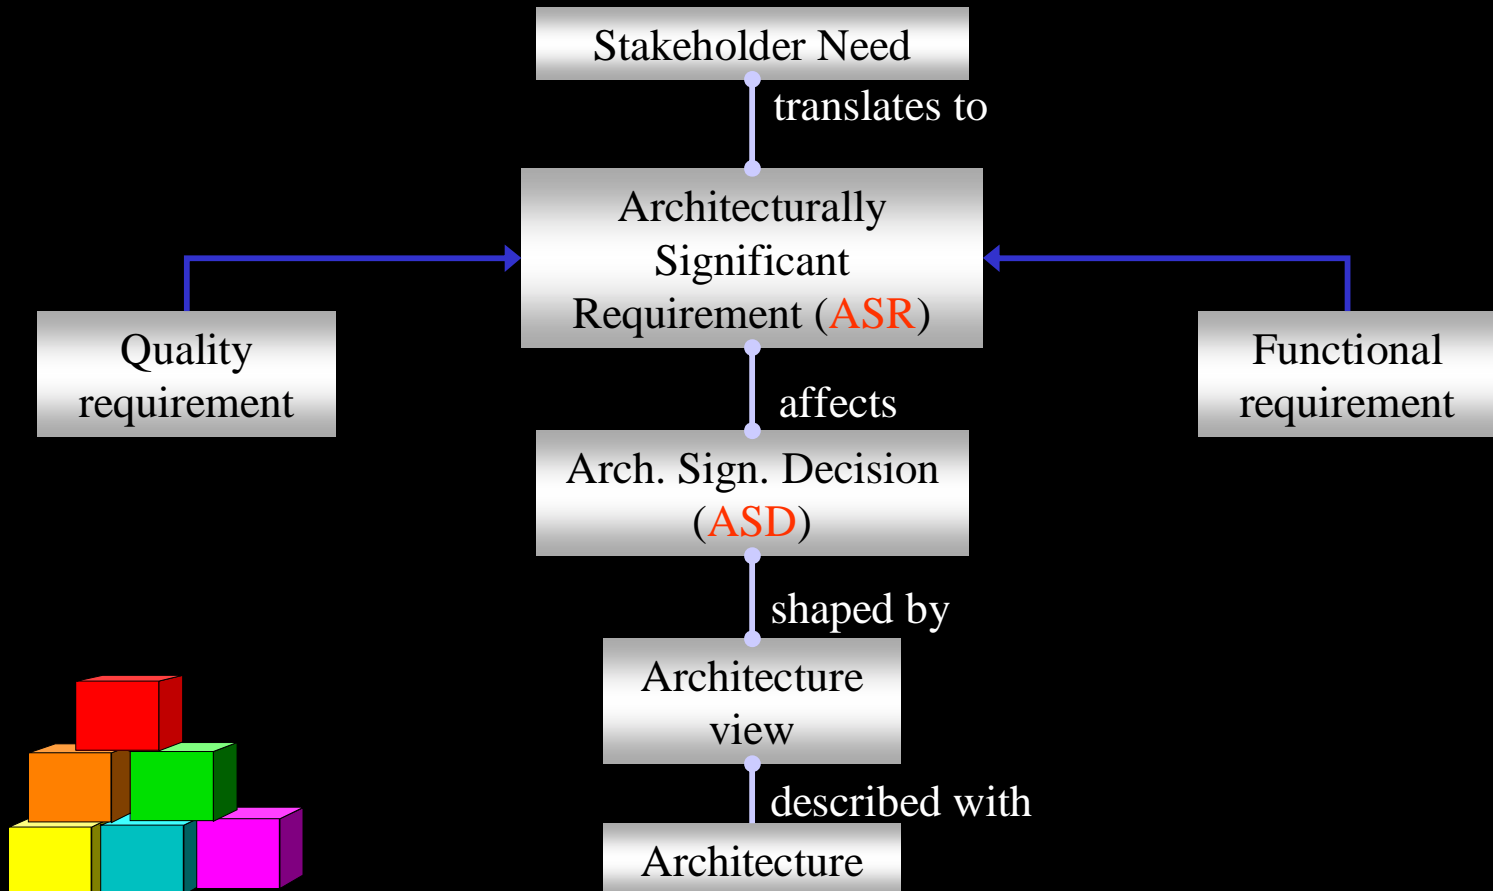 Stakeholder Need
translates to
Architecturally
Significant
Requirement (ASR)
Quality
requirement
Functional
requirement
affects
Arch. Sign. Decision
(ASD)
shaped by
Architecture
view
described with
Architecture